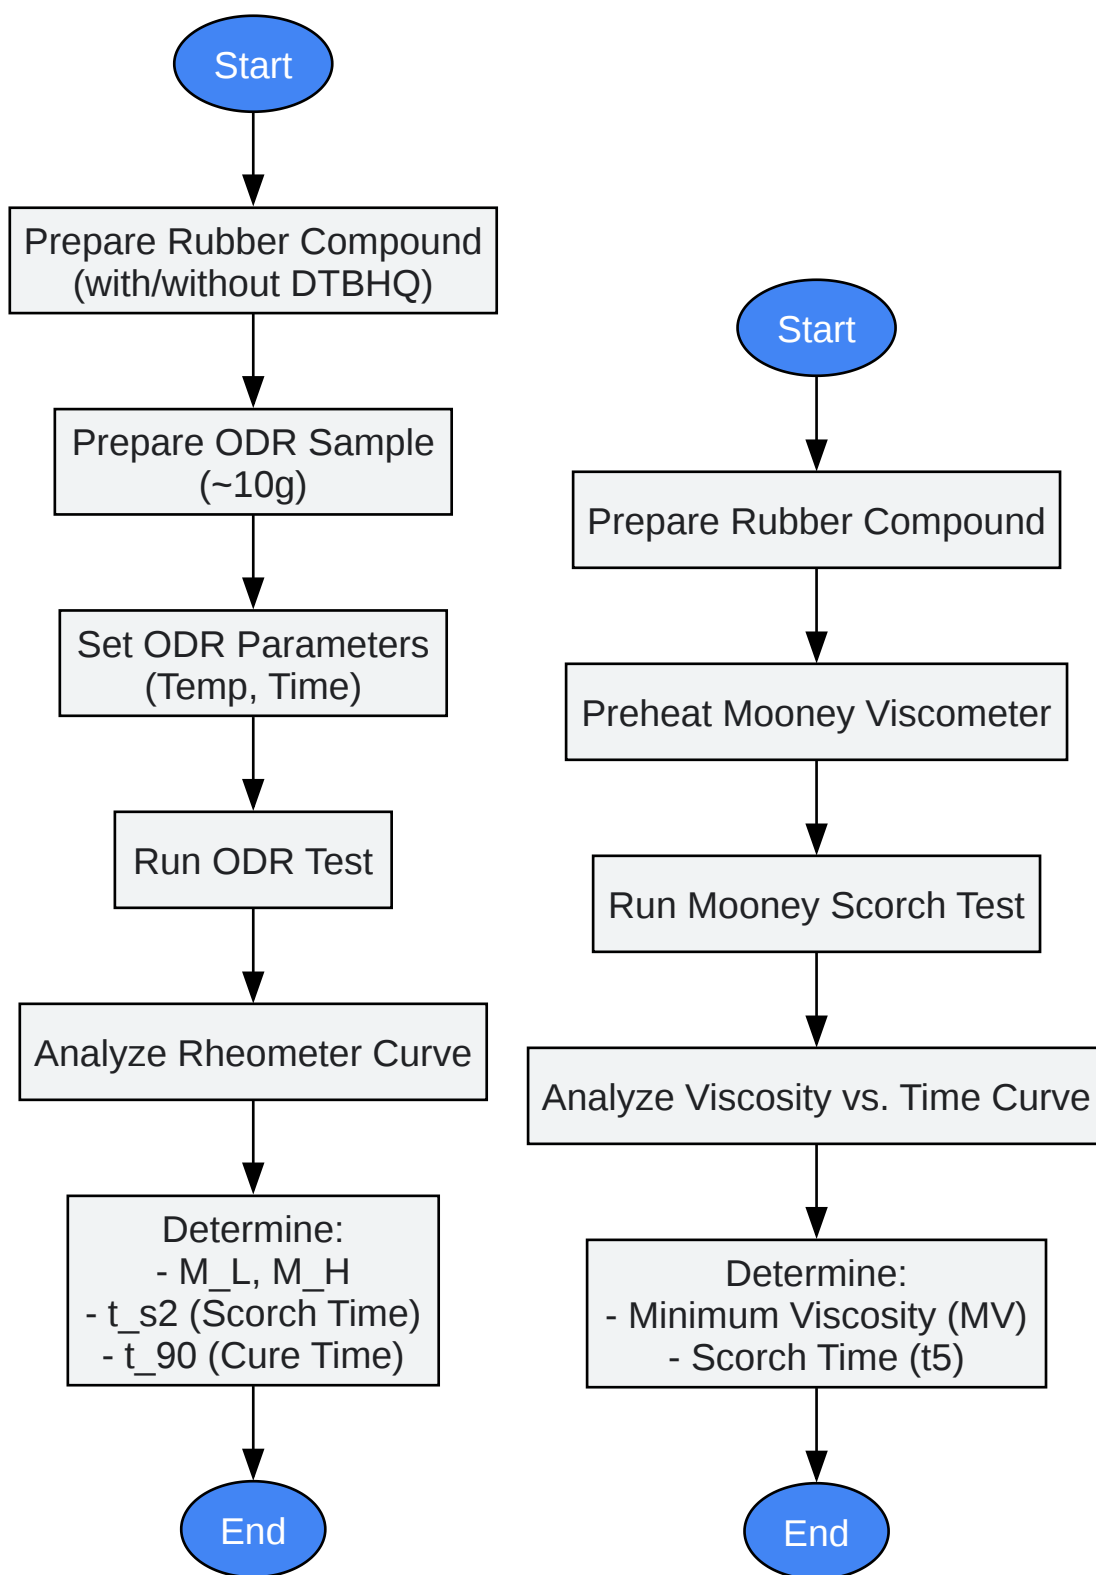 Start
Prepare Rubber Compound
(with/without DTBHQ)
Prepare ODR Sample
(~10g)
Set ODR Parameters
(Temp, Time)
Run ODR Test
Analyze Rheometer Curve
Determine:
- M_L, M_H
- t_s2 (Scorch Time)
- t_90 (Cure Time)
End
Start
Prepare Rubber Compound
Preheat Mooney Viscometer
Run Mooney Scorch Test
Analyze Viscosity vs. Time Curve
Determine:
- Minimum Viscosity (MV)
- Scorch Time (t5)
End